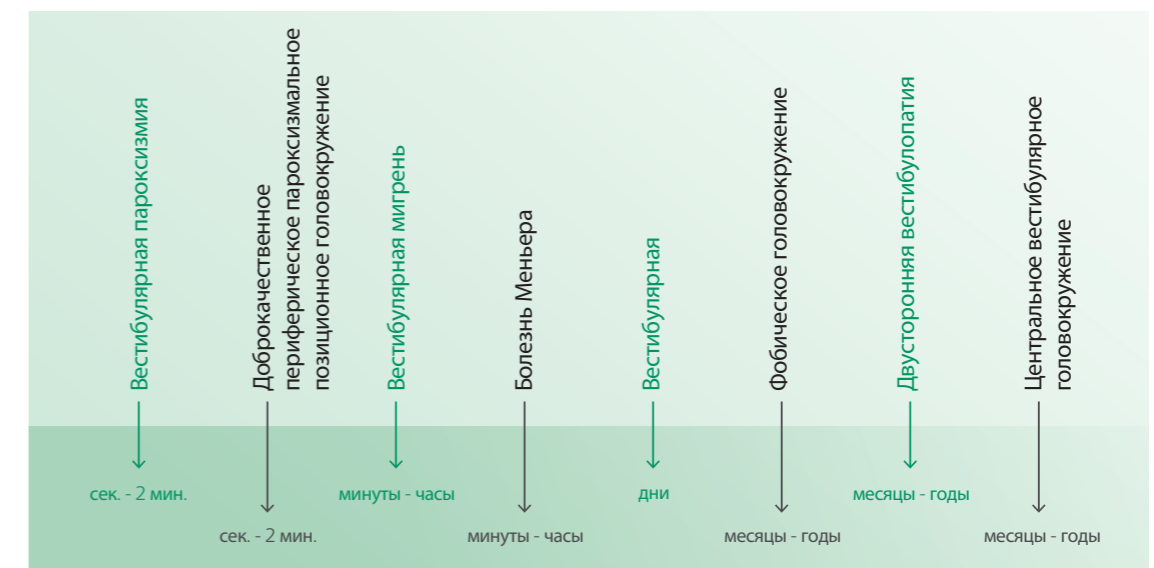 Вестибулярная пароксизмия
Доброкачественное
периферическое пароксизмальное
позиционное головокружение
Вестибулярная мигрень
Болезнь Меньера
Вестибулярная
Фобическое головокружение
Двусторонняя вестибулопатия
Центральное вестибулярное
головокружение
сек. - 2 мин.
минуты - часы
дни
месяцы - годы
сек. - 2 мин.
минуты - часы
месяцы - годы
месяцы - годы